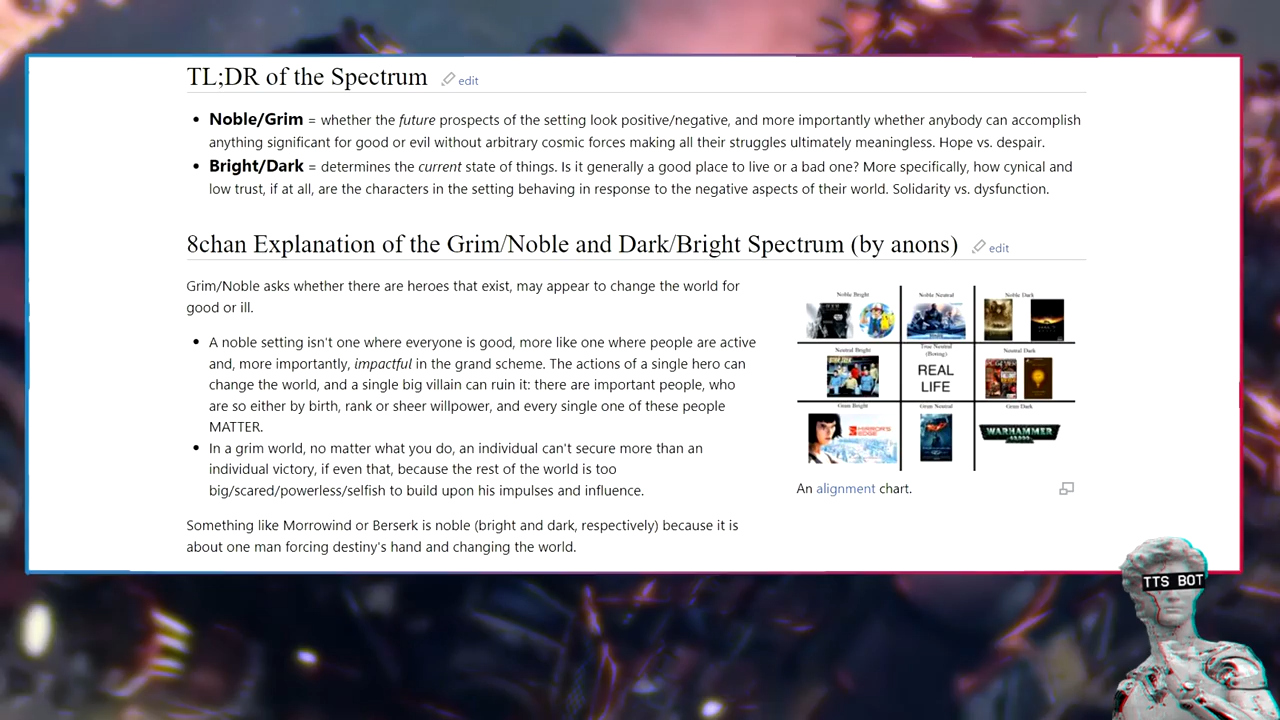 TL;DR of the Spectrum edit
Noble/Grim = whether the future prospects of the setting look positive/negative, and more importantly whether anybody can accomplish
anything significant for good or evil without arbitrary cosmic forces making all their struggles ultimately meaningless. Hope vs. despair.
Bright/Dark = determines the current state of things. Is it generally a good place to live or a bad one? More specifically, how cynical and
low trust, if at all, are the characters in the setting behaving in response to the negative aspects of their world. Solidarity vs. dysfunction.
8chan Explanation of the Grim/Noble and Dark/Bright Spectrum (by anons) edit
Grim/Noble asks whether there are heroes that exist, may appear to change the world for
good or ill.
A noble setting isn't one where everyone is good, more like one where people are active
and, more importantly, impactful in the grand scheme. The actions of a single hero can
change the world, and a single big villain can ruin it: there are important people, who
are so either by birth, rank or sheer willpower, and every single one of these people
MATTER.
In a grim world, no matter what you do, an individual can't secure more than an
individual victory, if even that, because the rest of the world is too
big/scared/powerless/selfish to build upon his impulses and influence.
Something like Morrowind or Berserk is noble (bright and dark, respectively) because it is
about one man forcing destiny's hand and changing the world.
Noble Bright
Noble Neutral
Noble Dark
Neutral Bright
True Neutral
(Boring)
Neutral Dark
STAR TREK
REAL
LIFE
Grim Bright
Grim Neutral
Grim Dark
MIRROR'S
EDGE
WARHAMMER
40,000
An alignment chart.
TTS BOT